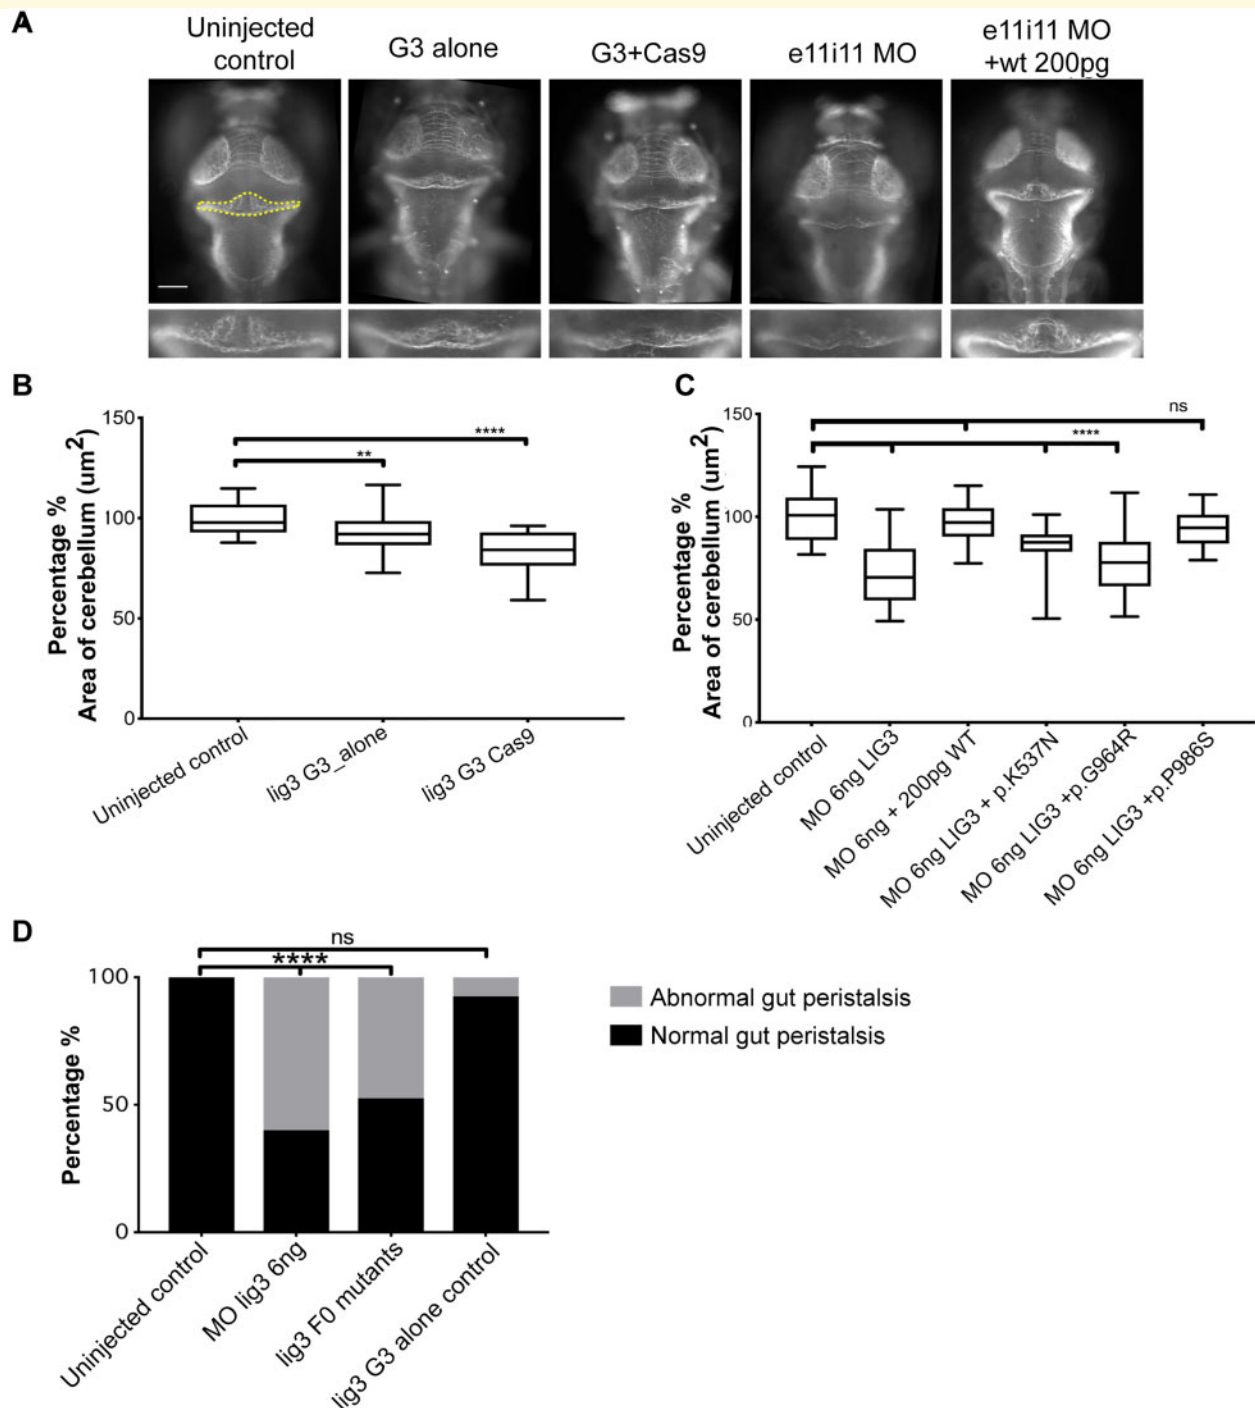 A
Uninjected
control
G3 alone
G3+Cas9
e11i11 MO
e11i11 MO
+wt 200pg
B
Percentage %
Area of cerebellum (um2)
150
100
50
0
****
**
Uninjected control
lig3 G3_alone
lig3 G3 Cas9
C
Percentage %
Area of cerebellum (um2)
150
100
50
0
ns
****
Uninjected control
MO 6ng LIG3
MO 6ng + 200pg WT
MO 6ng LIG3 + p.K537N
MO 6ng LIG3 +p.G964R
MO 6ng LIG3 +p.P986S
D
Percentage %
100
50
0
ns
****
Uninjected control
MO lig3 6ng
lig3 F0 mutants
lig3 G3 alone control
Abnormal gut peristalsis
Normal gut peristalsis